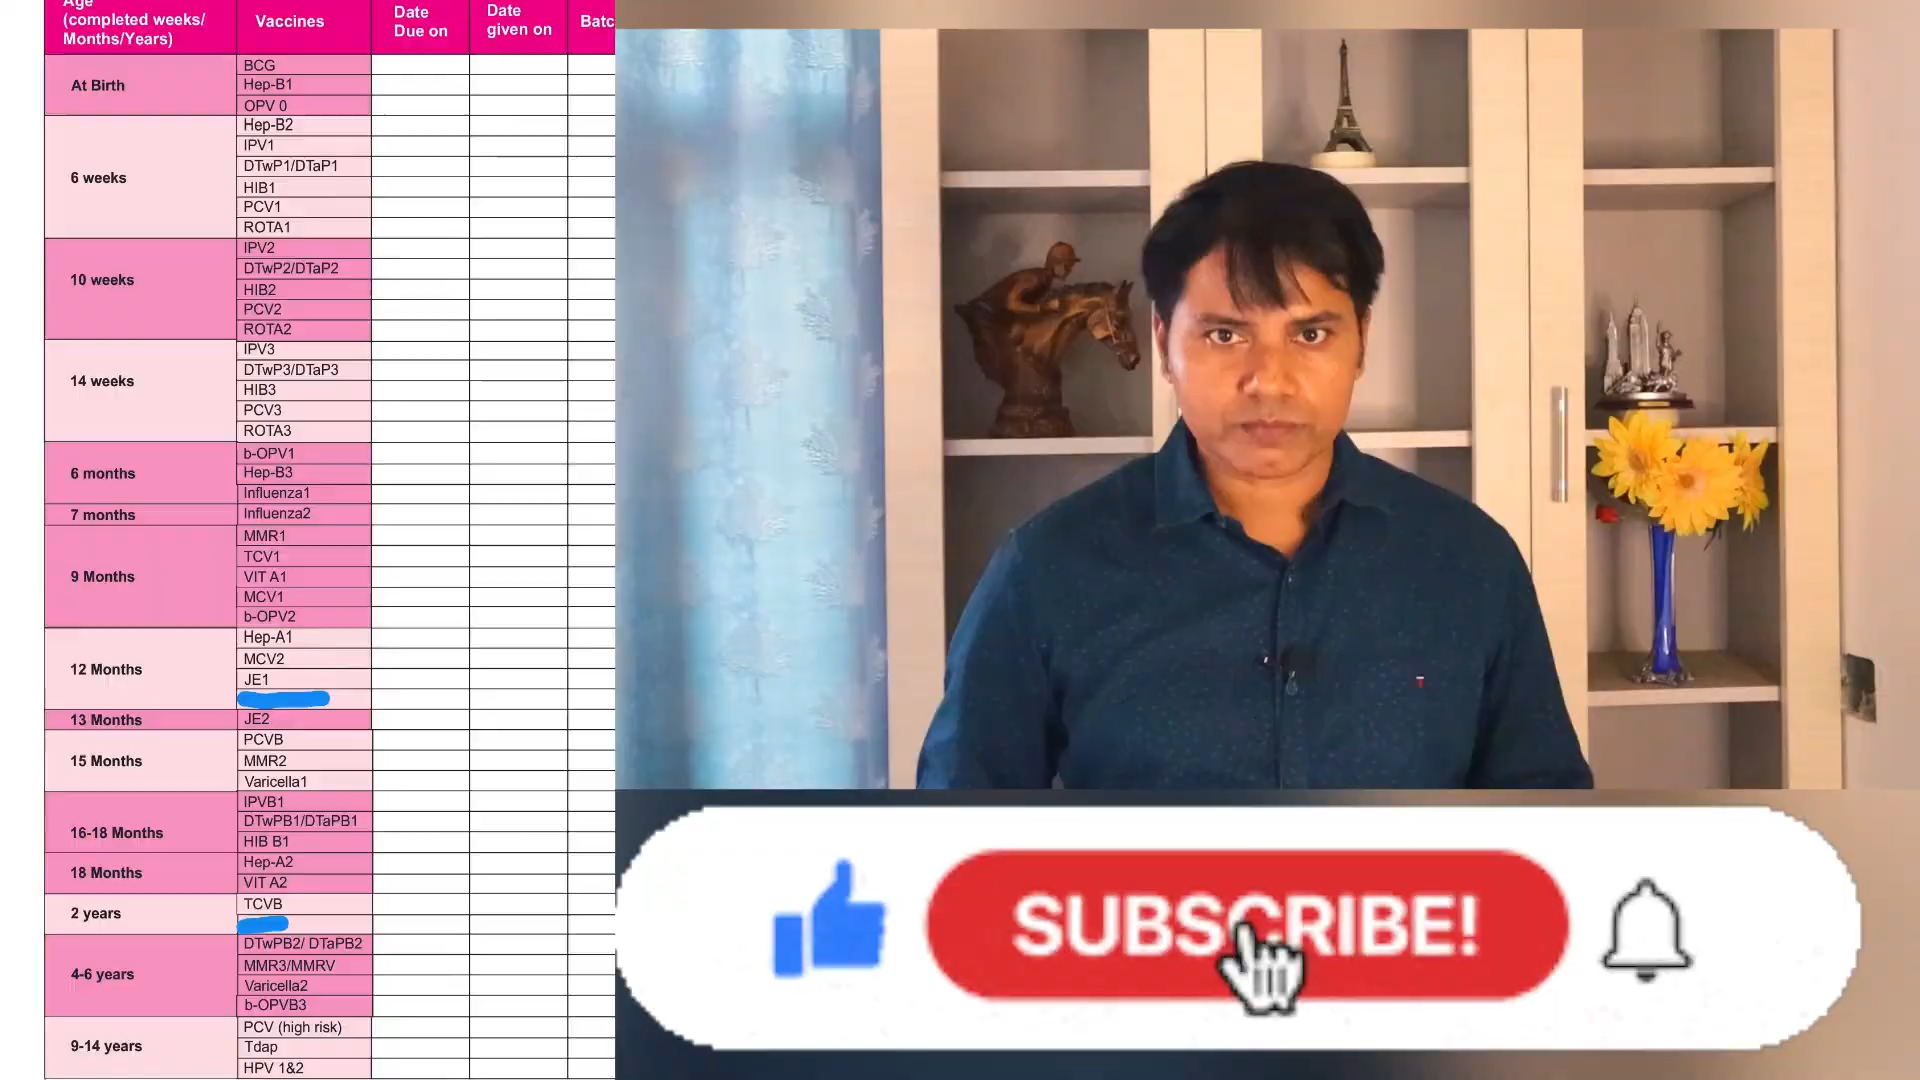 Age
(completed weeks/
Months/Years)
Vaccines
Date
Due on
Date
given on
Batc
At Birth
BCG
Hep-B1
OPV 0
6 weeks
Hep-B2
IPV1
DTwP1/DTaP1
HIB1
PCV1
ROTA1
10 weeks
IPV2
DTwP2/DTaP2
HIB2
PCV2
ROTA2
14 weeks
IPV3
DTwP3/DTaP3
HIB3
PCV3
ROTA3
6 months
b-OPV1
Hep-B3
Influenza1
7 months
Influenza2
9 Months
MMR1
TCV1
VIT A1
MCV1
b-OPV2
12 Months
Hep-A1
MCV2
JE1
13 Months
JE2
15 Months
PCVB
MMR2
Varicella1
16-18 Months
IPVB1
DTwPB1/DTaPB1
HIB B1
18 Months
Hep-A2
VIT A2
2 years
TCVB
4-6 years
DTwPB2/ DTaPB2
MMR3/MMRV
Varicella2
b-OPVB3
9-14 years
PCV (high risk)
Tdap
HPV 1&2
SUBSCRIBE!